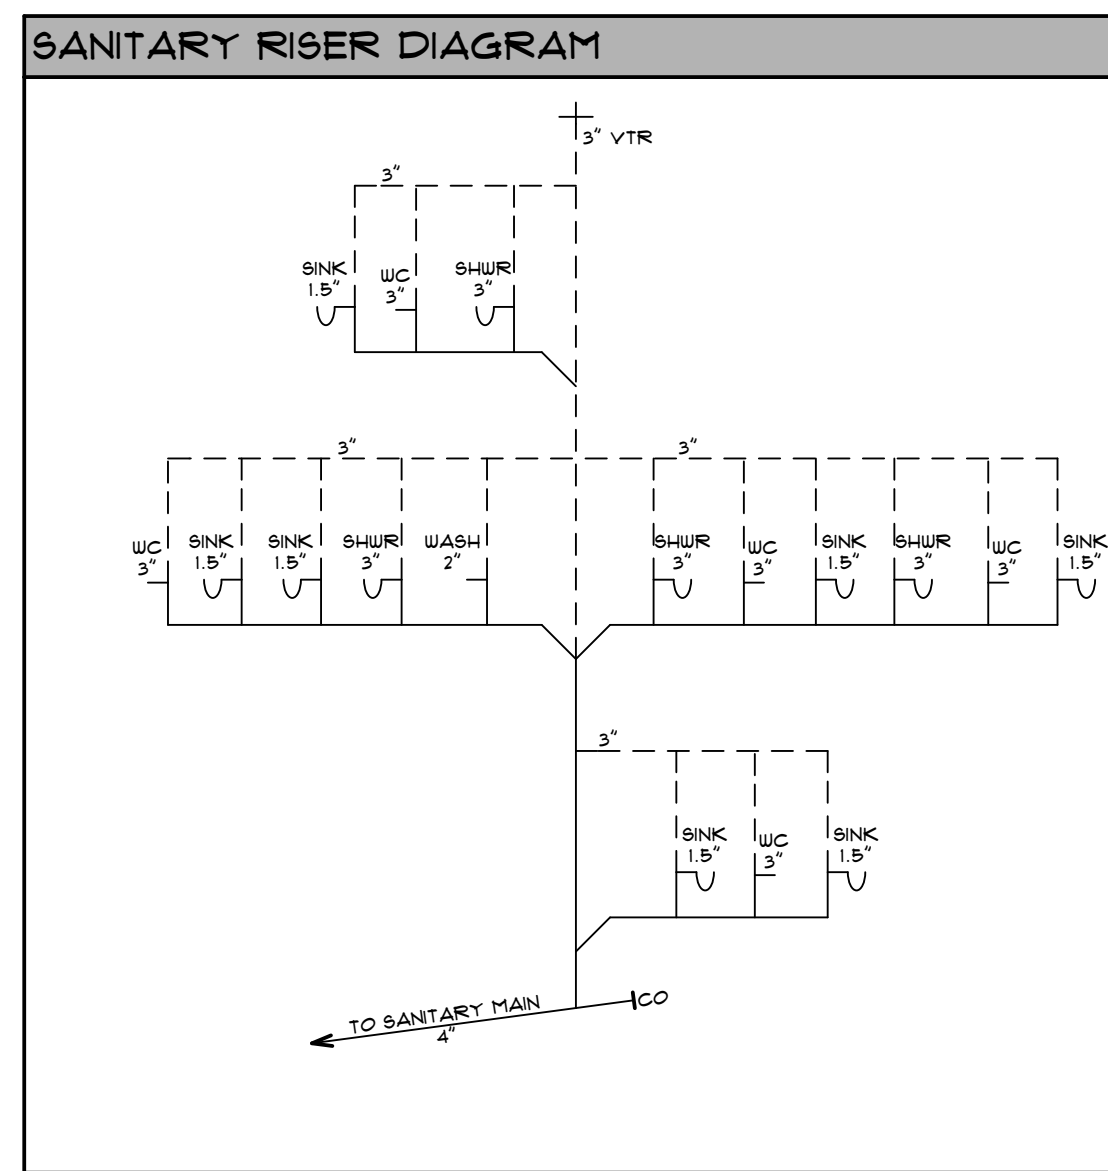 SANITARY RISER DIAGRAM
3" VTR
3"
SINK
1.5"
WC
3"
SHWR
3"
3"
3"
WC
3"
SINK
1.5"
SINK
1.5"
SHWR
3"
WASH
2"
SHWR
3"
WC
3"
SINK
1.5"
SHWR
3"
WC
3"
SINK
1.5"
3"
SINK
1.5"
WC
3"
SINK
1.5"
TO SANITARY MAIN
4"
CO